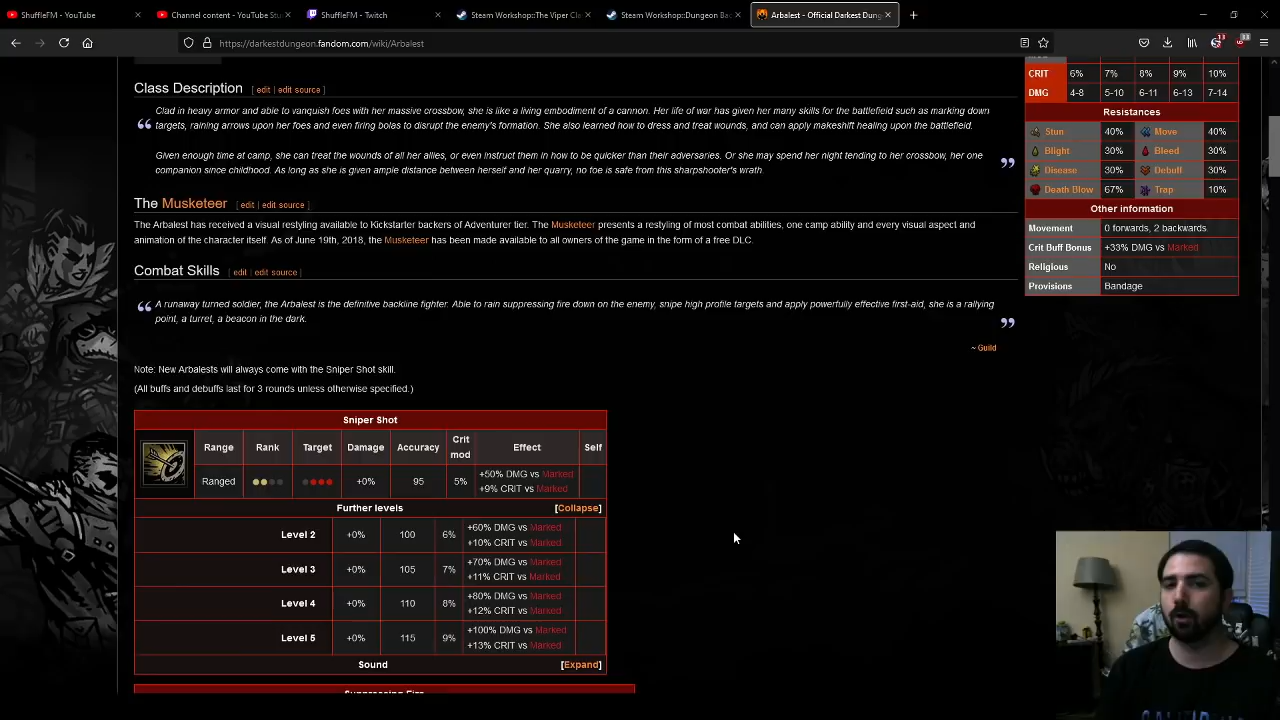 ShuffleFM - YouTube
Channel content - YouTube Stu
ShuffleFM - Twitch
Steam Workshop::The Viper Cla
Steam Workshop::Dungeon Bac
Arbalest - Official Darkest Dung
https://darkestdungeon.fandom.com/wiki/Arbalest
Class Description [ edit | edit source ]
Clad in heavy armor and able to vanquish foes with her massive crossbow, she is like a living embodiment of a cannon. Her life of war has given her many skills for the battlefield such as marking down
targets, raining arrows upon her foes and even firing bolas to disrupt the enemy's formation. She also learned how to dress and treat wounds, and can apply makeshift healing upon the battlefield.
Given enough time at camp, she can treat the wounds of all her allies, or even instruct them in how to be quicker than their adversaries. Or she may spend her night tending to her crossbow, her one
companion since childhood. As long as she is given ample distance between herself and her quarry, no foe is safe from this sharpshooter's wrath.
The Musketeer [ edit | edit source ]
The Arbalest has received a visual restyling available to Kickstarter backers of Adventurer tier. The Musketeer presents a restyling of most combat abilities, one camp ability and every visual aspect and
animation of the character itself. As of June 19th, 2018, the Musketeer has been made available to all owners of the game in the form of a free DLC.
Combat Skills [ edit | edit source ]
A runaway turned soldier, the Arbalest is the definitive backline fighter. Able to rain suppressing fire down on the enemy, snipe high profile targets and apply powerfully effective first-aid, she is a rallying
point, a turret, a beacon in the dark.
~ Guild
Note: New Arbalests will always come with the Sniper Shot skill.
(All buffs and debuffs last for 3 rounds unless otherwise specified.)
Sniper Shot
Range Rank Target Damage Accuracy Crit mod Effect Self
Ranged +0% 95 5% +50% DMG vs Marked
+9% CRIT vs Marked
Further levels [Collapse]
Level 2 +0% 100 6% +60% DMG vs Marked
+10% CRIT vs Marked
Level 3 +0% 105 7% +70% DMG vs Marked
+11% CRIT vs Marked
Level 4 +0% 110 8% +80% DMG vs Marked
+12% CRIT vs Marked
Level 5 +0% 115 9% +100% DMG vs Marked
+13% CRIT vs Marked
Sound [Expand]
Suppressing Fire
CRIT 6% 7% 8% 9% 10%
DMG 4-8 5-10 6-11 6-13 7-14
Resistances
Stun 40% Move 40%
Blight 30% Bleed 30%
Disease 30% Debuff 30%
Death Blow 67% Trap 10%
Other information
Movement 0 forwards, 2 backwards
Crit Buff Bonus +33% DMG vs Marked
Religious No
Provisions Bandage